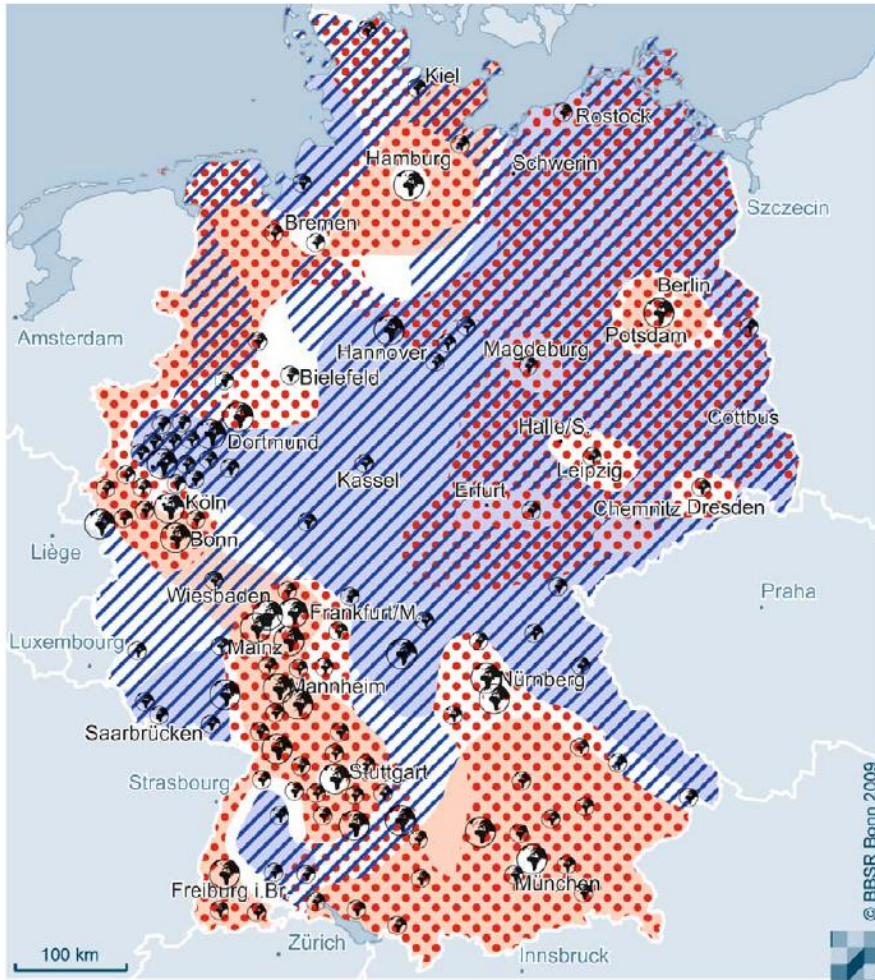 Kiel
Rostock
Hamburg
Schwerin
Szczecin
Bremen
Berlin
Amsterdam
Potsdam
Hannover
Magdeburg
Bielefeld
Cottbus
Halle/S.
Dortmund
Leipzig
Kassel
Erfurt
Köln
Chemnitz
Dresden
Liège
Bonn
Praha
Wiesbaden
Frankfurt/M.
Luxembourg
Mainz
Mannheim
Nürnberg
Saarbrücken
Strasbourg
Stuttgart
© BBSR Bonn 2009
München
Freiburg i.Br.
Zürich
100 km
Innsbruck